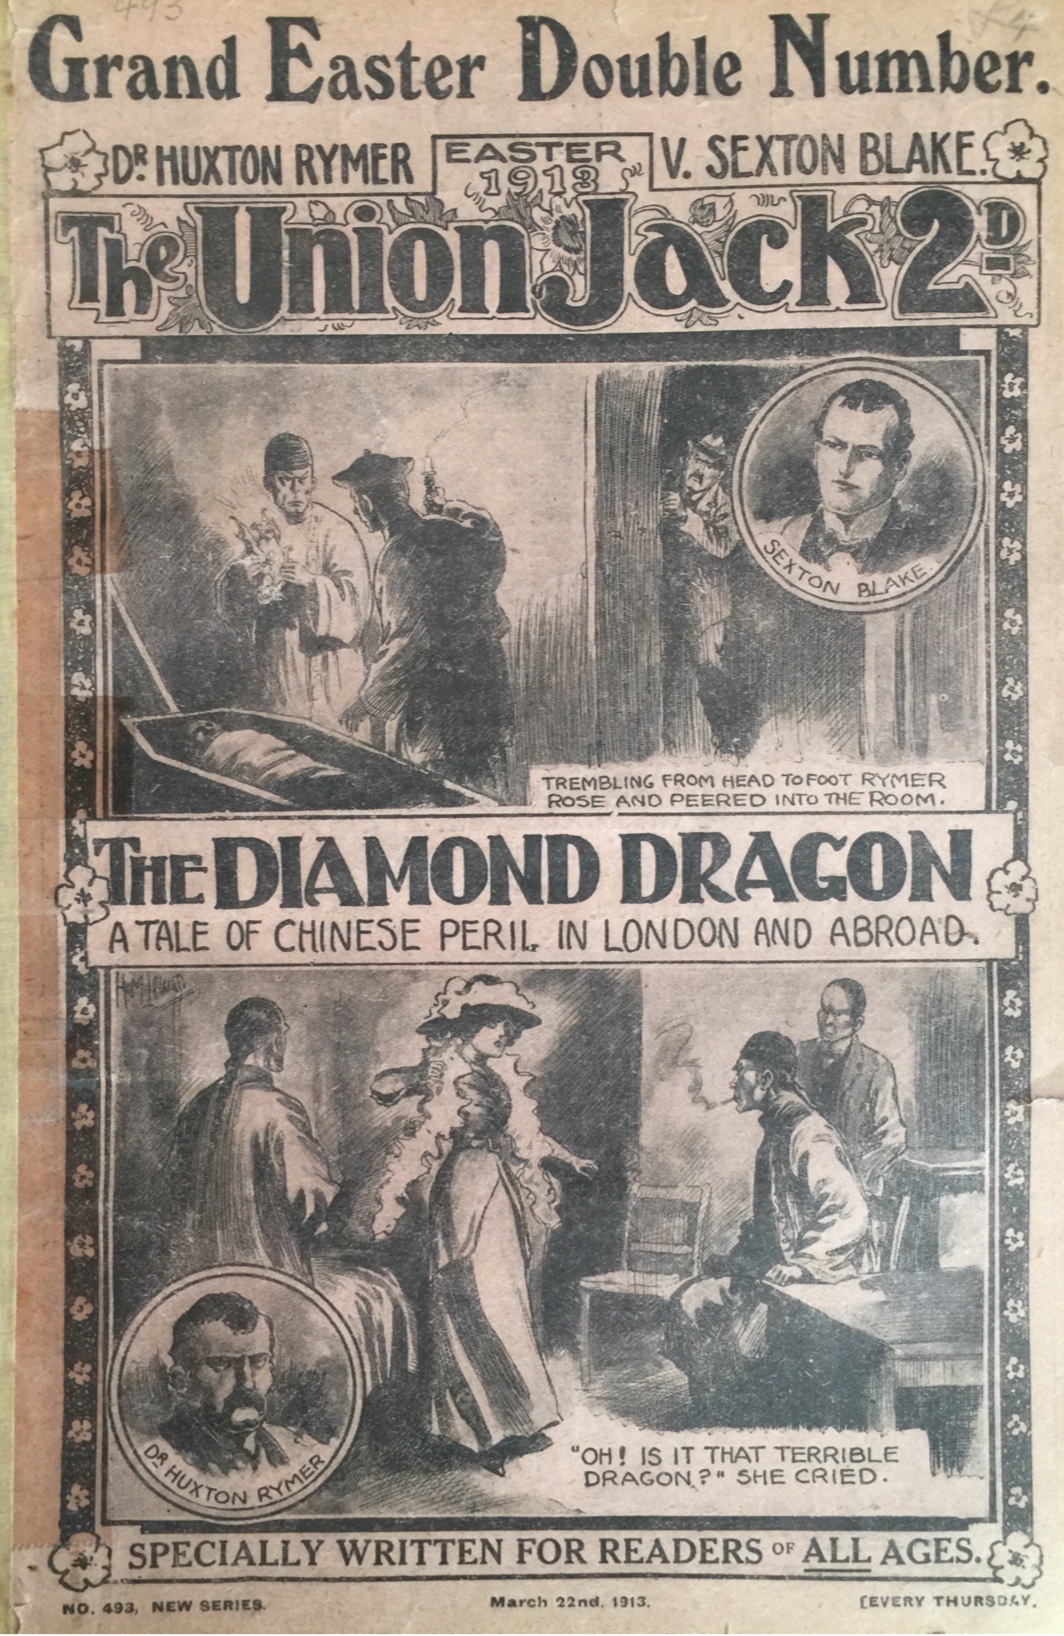 493
Grand Easter Double Number.
DR HUXTON RYMER
EASTER
1913
V. SEXTON BLAKE.
The Union Jack 2D
SEXTON BLAKE.
TREMBLING FROM HEAD TO FOOT RYMER
ROSE AND PEERED INTO THE ROOM.
THE DIAMOND DRAGON
A TALE OF CHINESE PERIL IN LONDON AND ABROAD.
DR HUXTON RYMER
"OH! IS IT THAT TERRIBLE
DRAGON?" SHE CRIED.
SPECIALLY WRITTEN FOR READERS OF ALL AGES.
NO. 493, NEW SERIES.
March 22nd, 1913.
[EVERY THURSDAY.